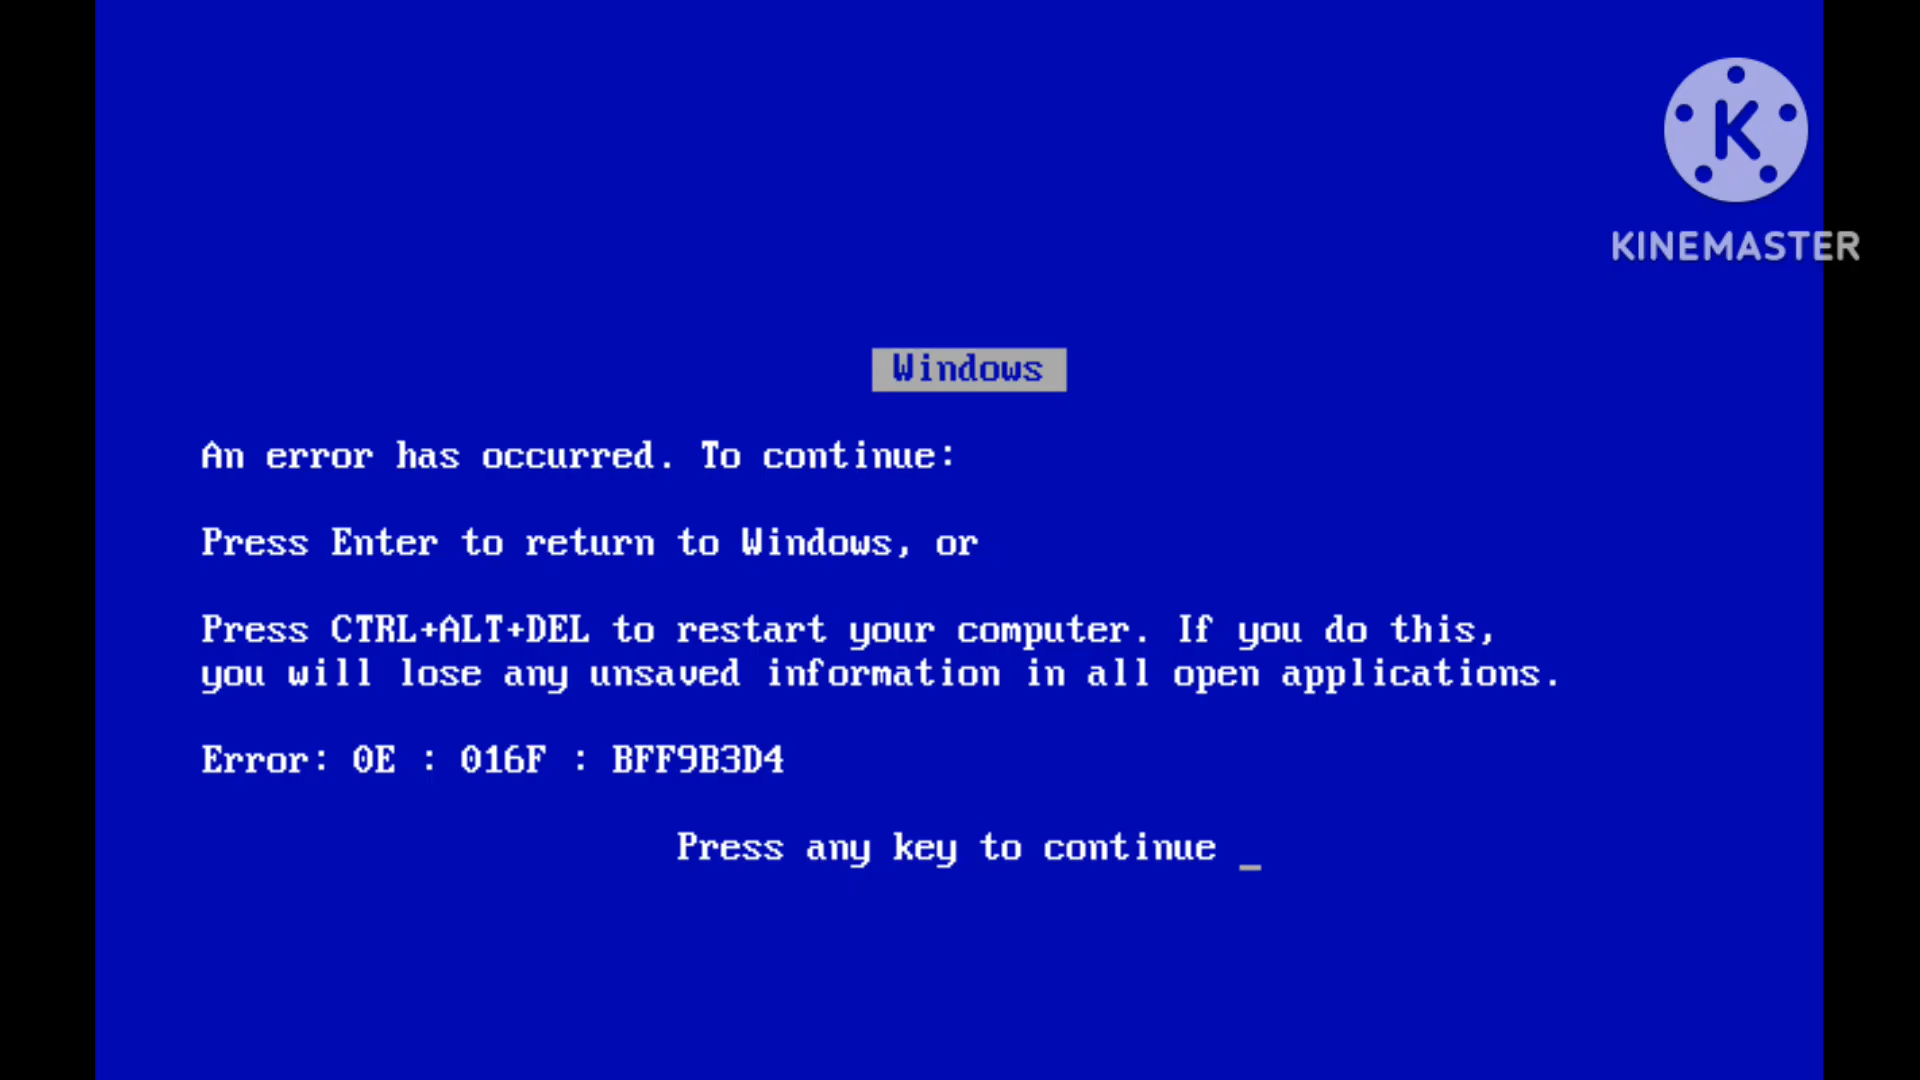 K
KINEMASTER
Windows
An error has occurred. To continue:
Press Enter to return to Windows, or
Press CTRL+ALT+DEL to restart your computer. If you do this,
you will lose any unsaved information in all open applications.
Error: 0E : 016F : BFF9B3D4
Press any key to continue _